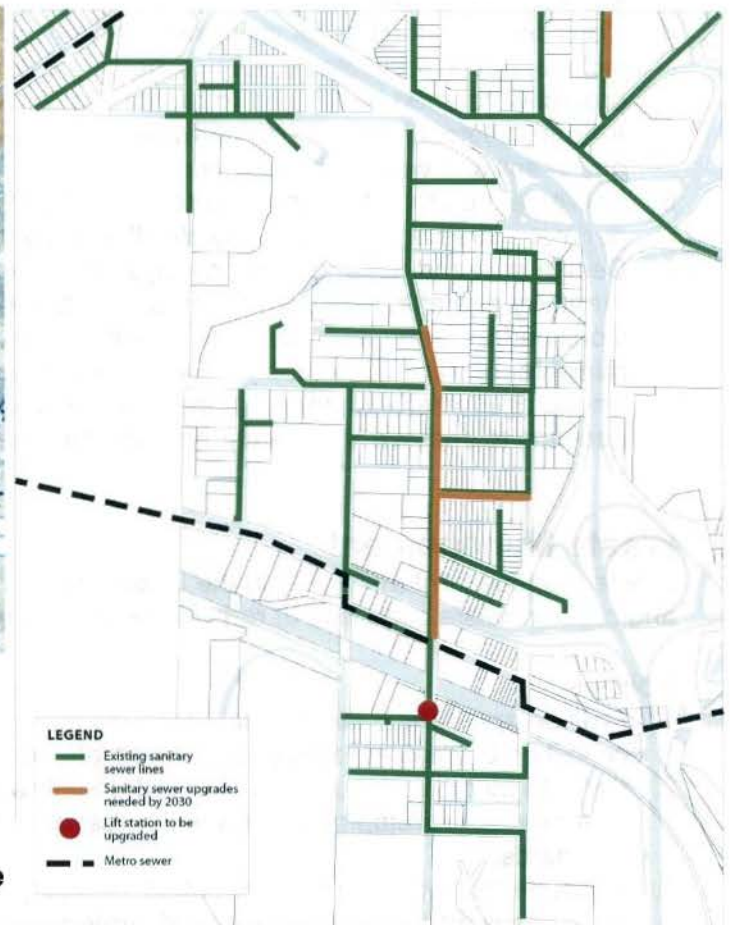 LEGEND
Existing sanitary
sewer lines
Sanitary sewer upgrades
needed by 2030
Lift station to be
upgraded
Metro sewer
e